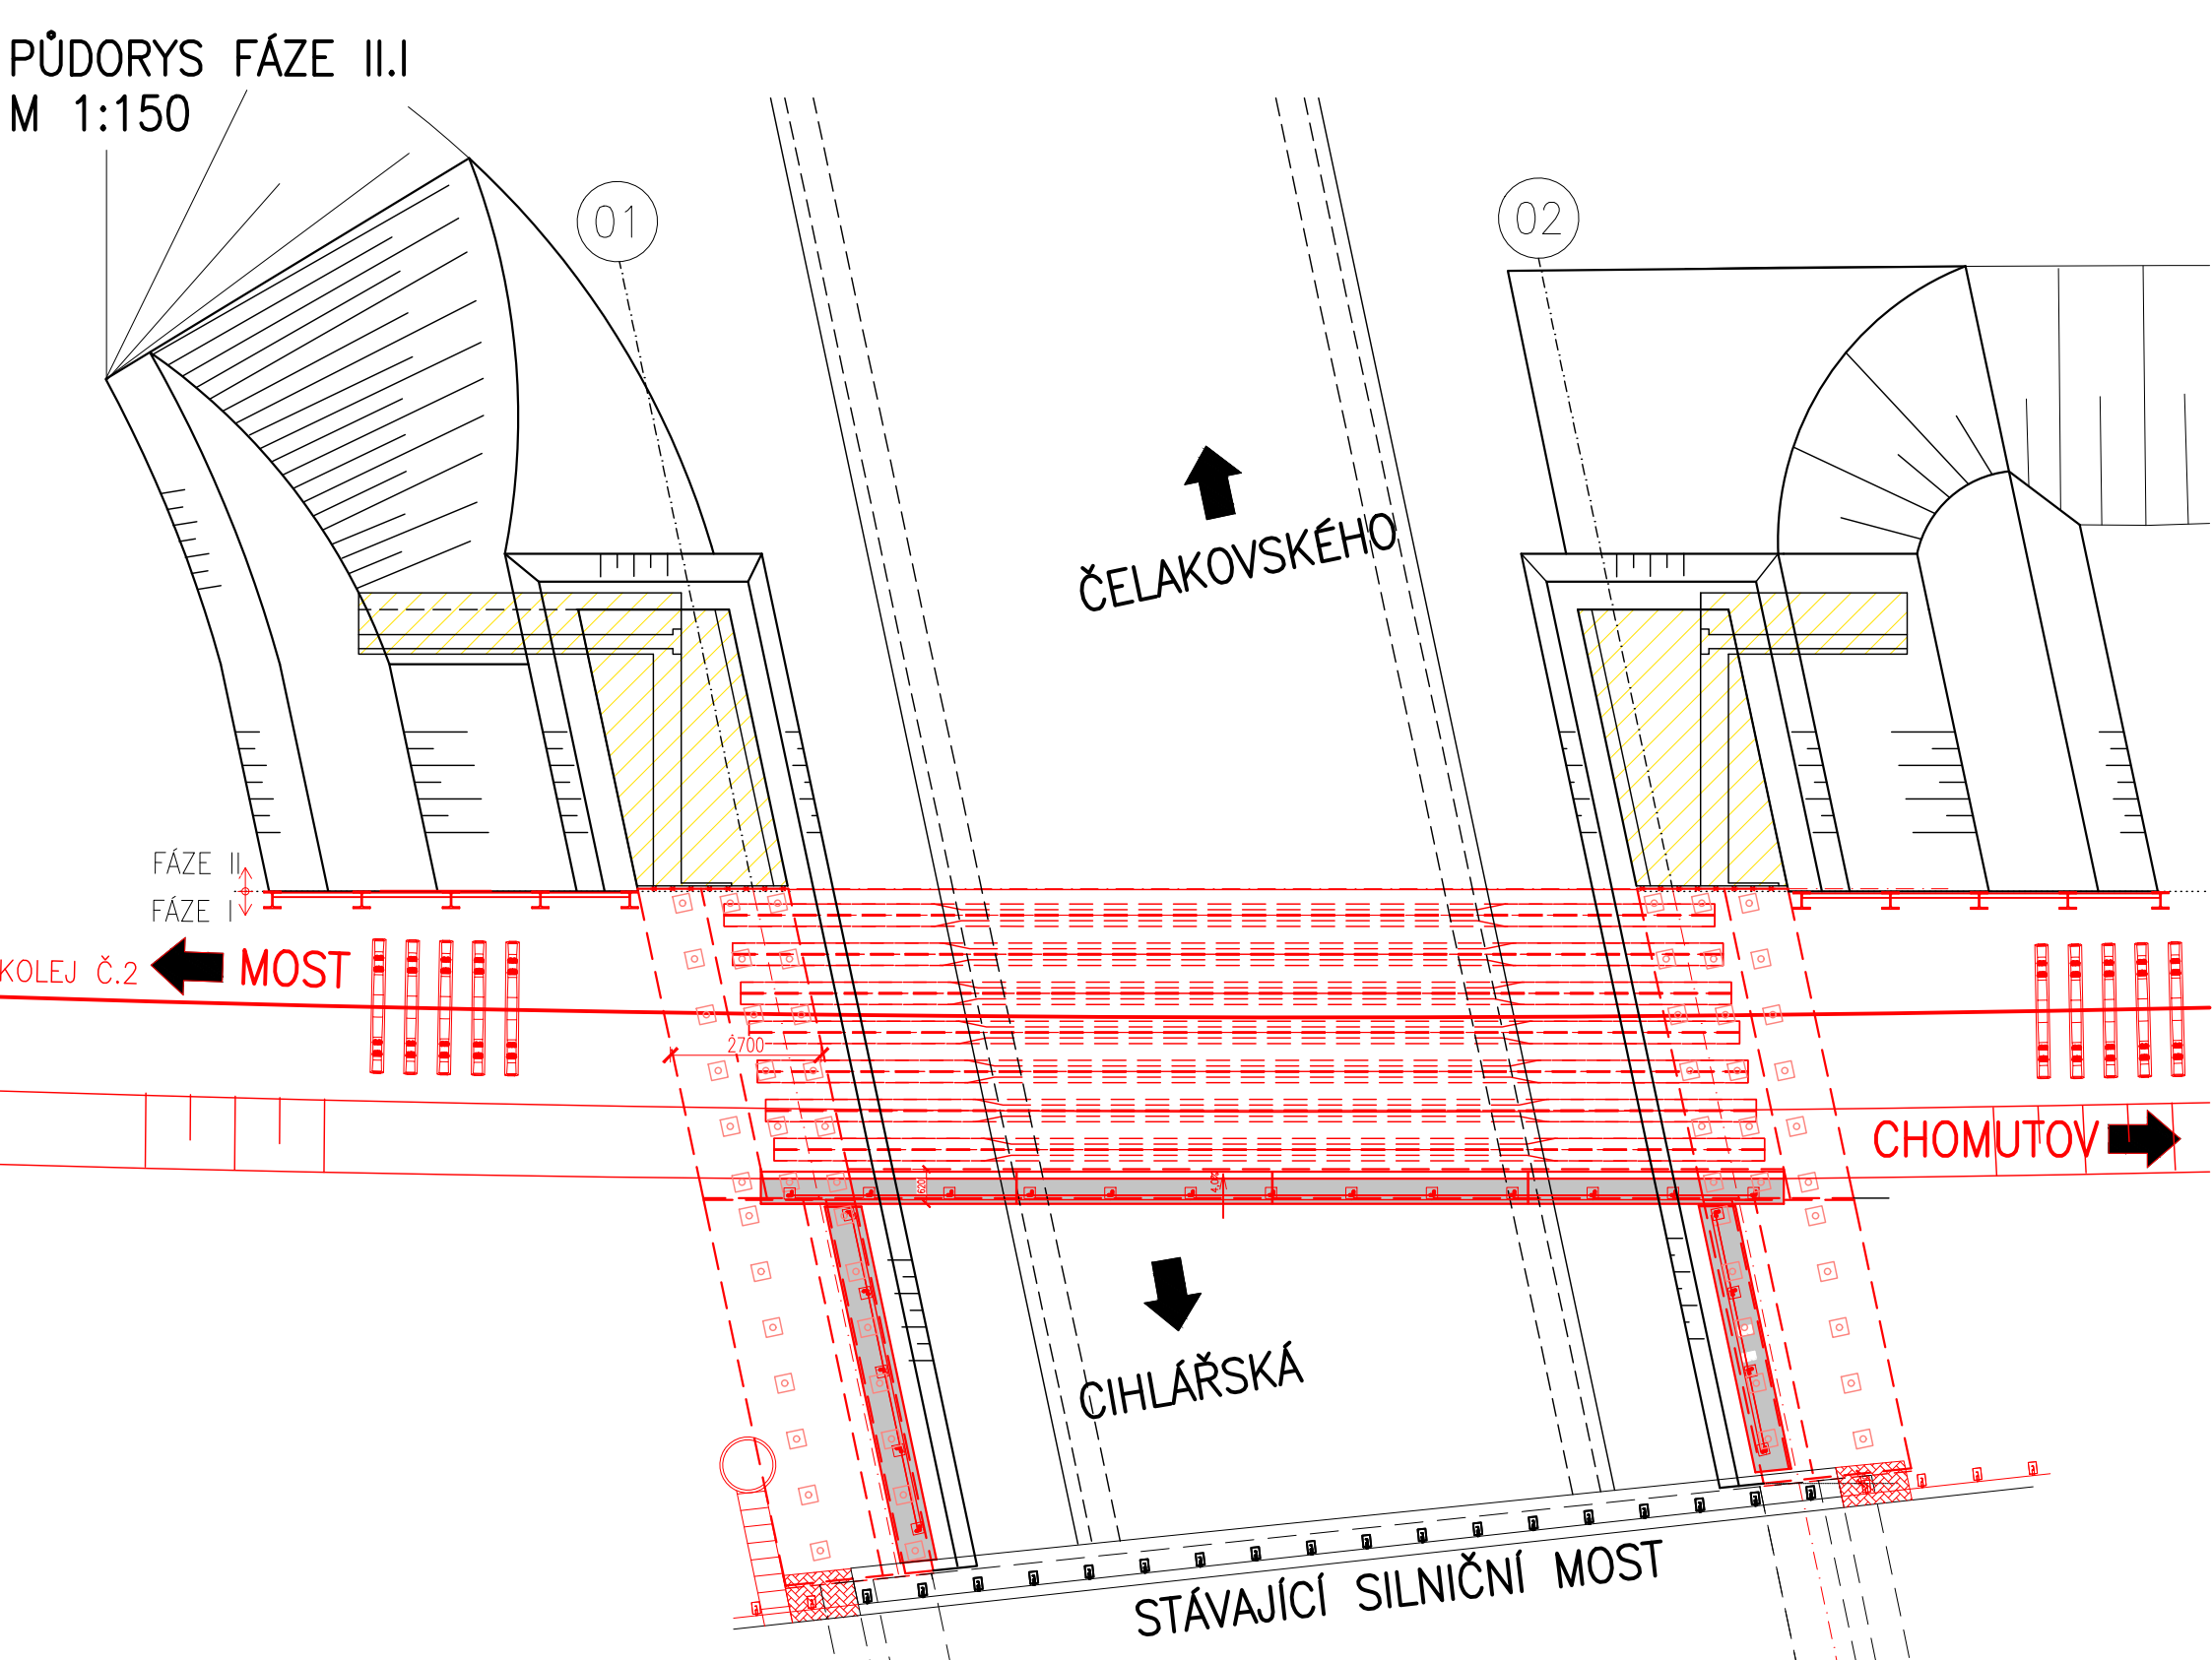 PŮDORYS FÁZE II.I
M 1:150
01
02
ČELAKOVSKÉHO
FÁZE II
FÁZE I
KOLEJ Č.2
MOST
2700
CHOMUTOV
620
CIHLÁŘSKÁ
STÁVAJÍCÍ SILNIČNÍ MOST